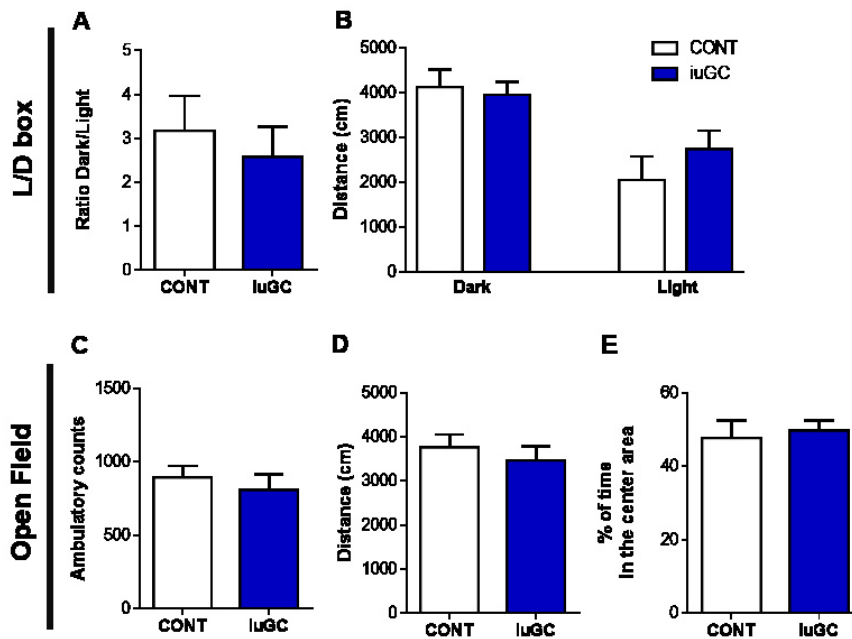 A
B
L/D box
Ratio Dark/Light
5
4
3
2
1
0
CONT
iuGC
Distance (cm)
5000
4000
3000
2000
1000
0
Dark
Light
CONT
iuGC
C
D
E
Open Field
Ambulatory counts
1500
1000
500
0
CONT
iuGC
Distance (cm)
5000
4000
3000
2000
1000
0
CONT
iuGC
% of time
In the center area
60
40
20
0
CONT
iuGC